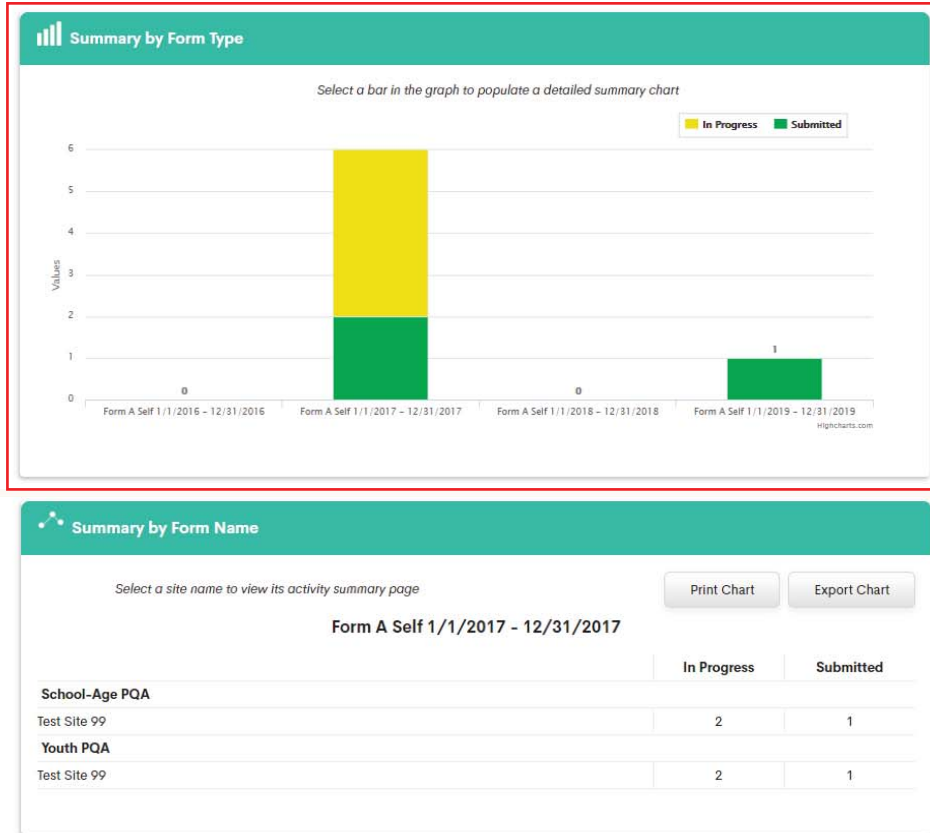 Summary by Form Type
Select a bar in the graph to populate a detailed summary chart
In Progress Submitted
6
5
4
3
2
1
0
Values
0
0
1
Form A Self 1/1/2016 – 12/31/2016 Form A Self 1/1/2017 – 12/31/2017 Form A Self 1/1/2018 – 12/31/2018 Form A Self 1/1/2019 – 12/31/2019
Highcharts.com
Summary by Form Name
Select a site name to view its activity summary page Print Chart Export Chart
Form A Self 1/1/2017 - 12/31/2017
In Progress Submitted
School-Age PQA
Test Site 99 2 1
Youth PQA
Test Site 99 2 1